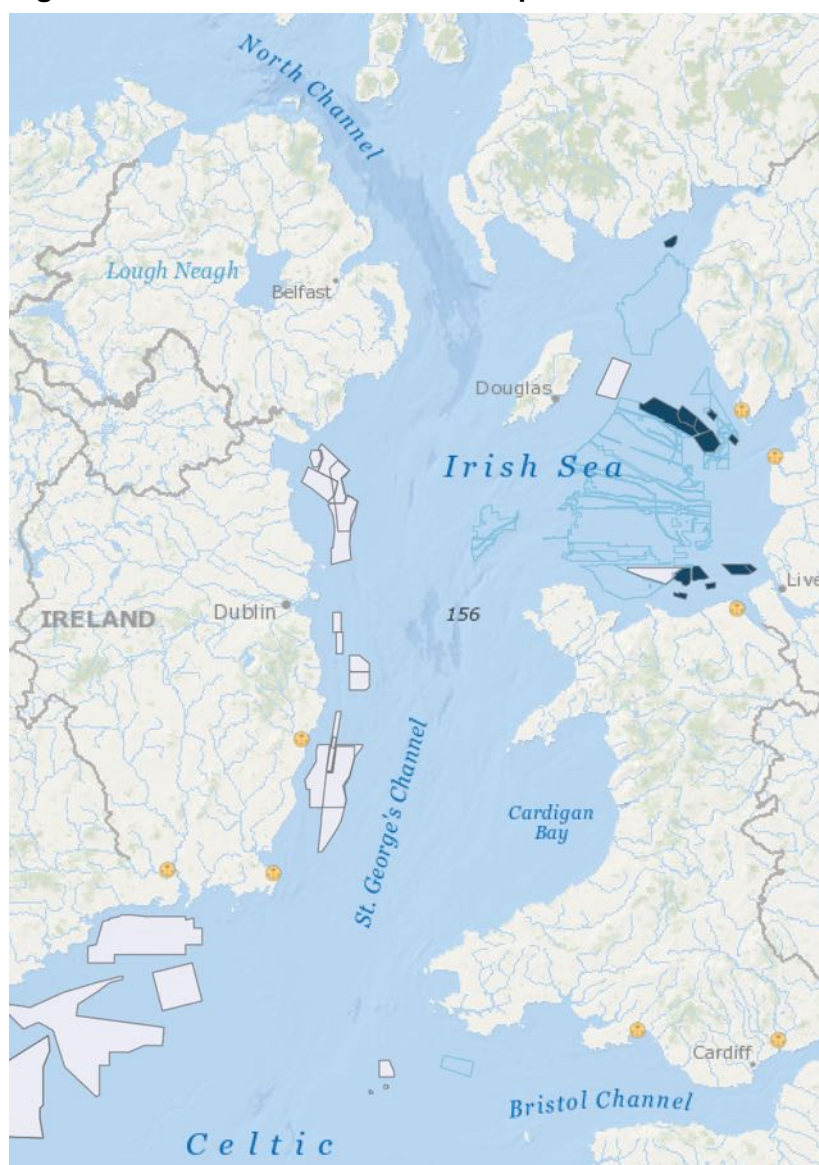 North Channel
Lough Neagh
Belfast
Douglas
Irish Sea
Live
IRELAND
Dublin
156
St. George's Channel
Cardigan
Bay
Cardiff
Bristol Channel
Celtic